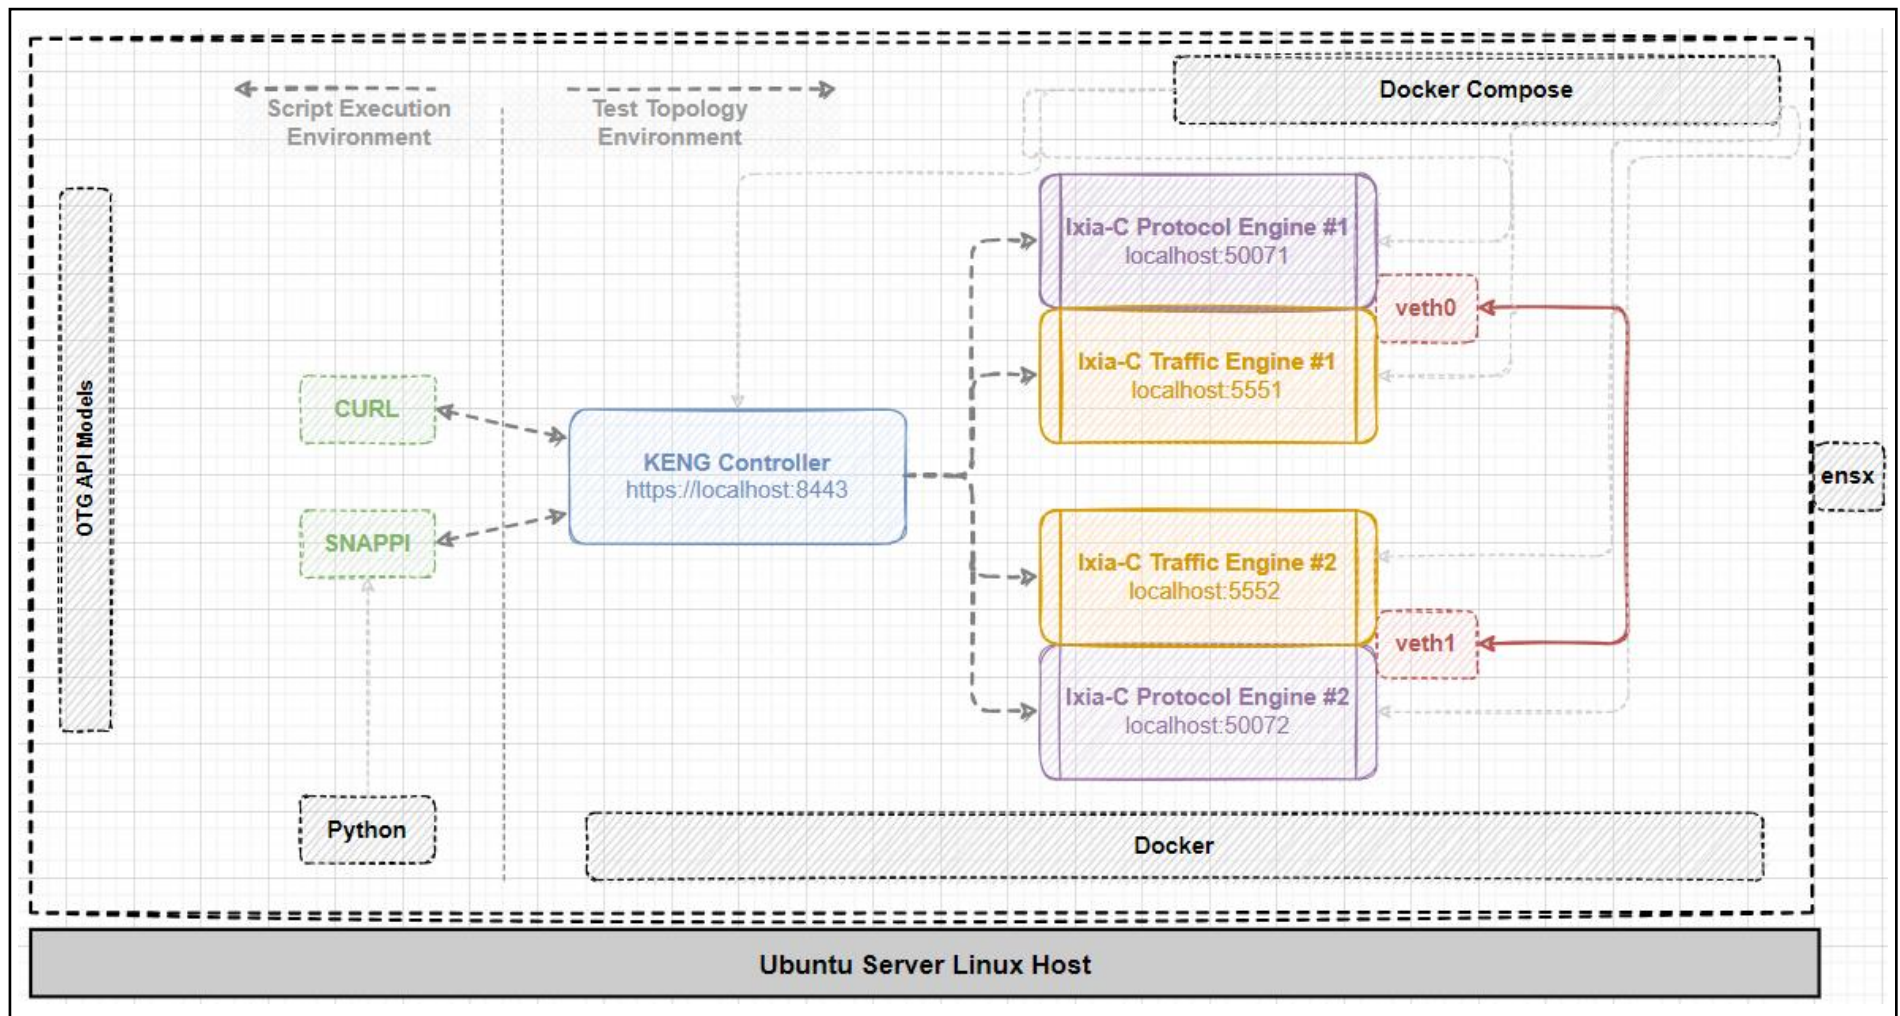 Docker Compose
Script Execution
Environment
Test Topology
Environment
OTG API Models
Ixia-C Protocol Engine #1
localhost:50071
veth0
Ixia-C Traffic Engine #1
localhost:5551
CURL
KENG Controller
https://localhost:8443
ensx
SNAPPI
Ixia-C Traffic Engine #2
localhost:5552
veth1
Ixia-C Protocol Engine #2
localhost:50072
Python
Docker
Ubuntu Server Linux Host